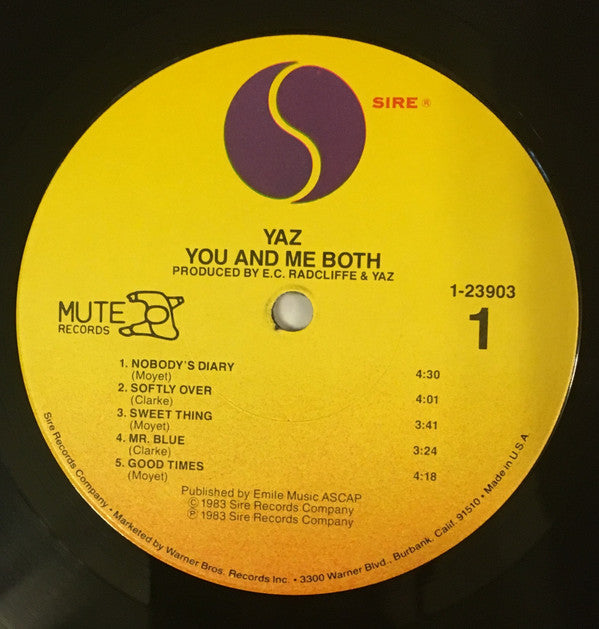 SIRE ®
YAZ
YOU AND ME BOTH
PRODUCED BY E.C. RADCLIFFE & YAZ
1-23903
1
MUTE
RECORDS
1. NOBODY'S DIARY 4:30
(Moyet)
2. SOFTLY OVER 4:01
(Clarke)
3. SWEET THING 3:41
(Moyet)
4. MR. BLUE 3:24
(Clarke)
5. GOOD TIMES 4:18
(Moyet)
Published by Emile Music ASCAP
© 1983 Sire Records Company
℗ 1983 Sire Records Company
Sire Records Company • Marketed by Warner Bros. Records Inc. • 3300 Warner Blvd., Burbank, Calif. 91510 • Made in U.S.A